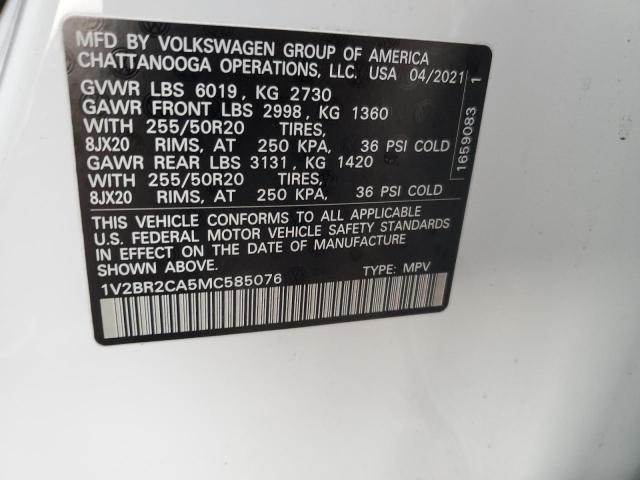 MFD BY VOLKSWAGEN GROUP OF AMERICA
CHATTANOOGA OPERATIONS, LLC. USA 04/2021
GVWR LBS 6019, KG 2730
GAWR FRONT LBS 2998, KG 1360
WITH 255/50R20 TIRES,
8JX20 RIMS, AT 250 KPA, 36 PSI COLD
GAWR REAR LBS 3131, KG 1420
WITH 255/50R20 TIRES,
8JX20 RIMS, AT 250 KPA, 36 PSI COLD
THIS VEHICLE CONFORMS TO ALL APPLICABLE
U.S. FEDERAL MOTOR VEHICLE SAFETY STANDARDS
IN EFFECT ON THE DATE OF MANUFACTURE
SHOWN ABOVE
1V2BR2CA5MC585076 TYPE: MPV
1659083 1